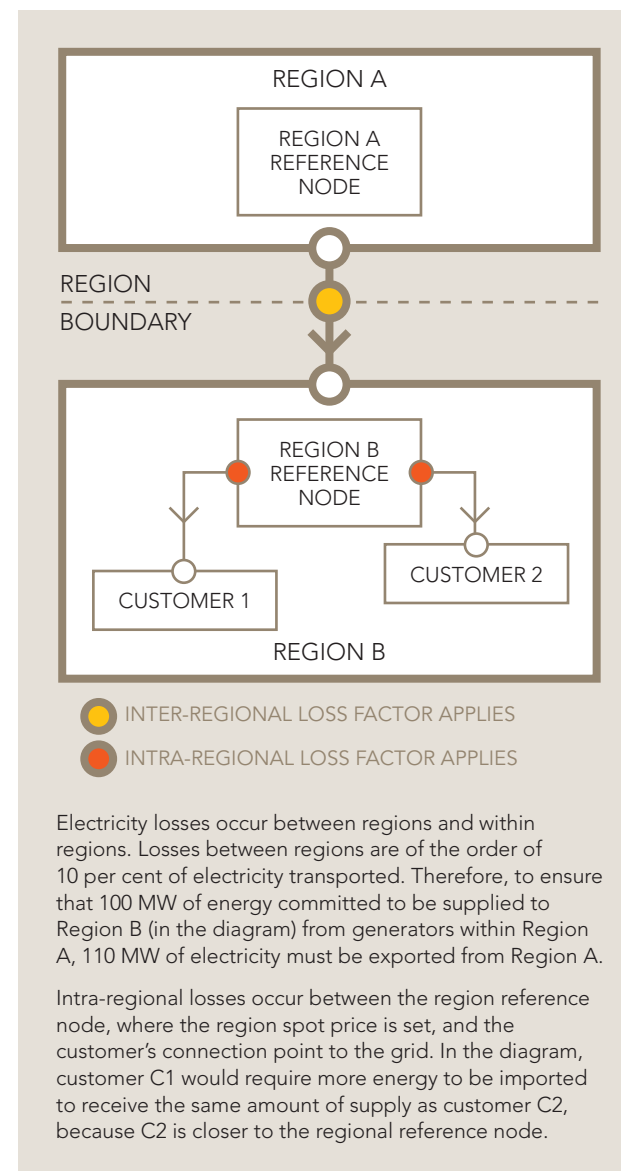 REGION A
REGION A
REFERENCE
NODE
REGION
BOUNDARY
REGION B
REFERENCE
NODE
CUSTOMER 1
CUSTOMER 2
REGION B
INTER-REGIONAL LOSS FACTOR APPLIES
INTRA-REGIONAL LOSS FACTOR APPLIES
Electricity losses occur between regions and within
regions. Losses between regions are of the order of
10 per cent of electricity transported. Therefore, to ensure
that 100 MW of energy committed to be supplied to
Region B (in the diagram) from generators within Region
A, 110 MW of electricity must be exported from Region A.
Intra-regional losses occur between the region reference
node, where the region spot price is set, and the
customer's connection point to the grid. In the diagram,
customer C1 would require more energy to be imported
to receive the same amount of supply as customer C2,
because C2 is closer to the regional reference node.